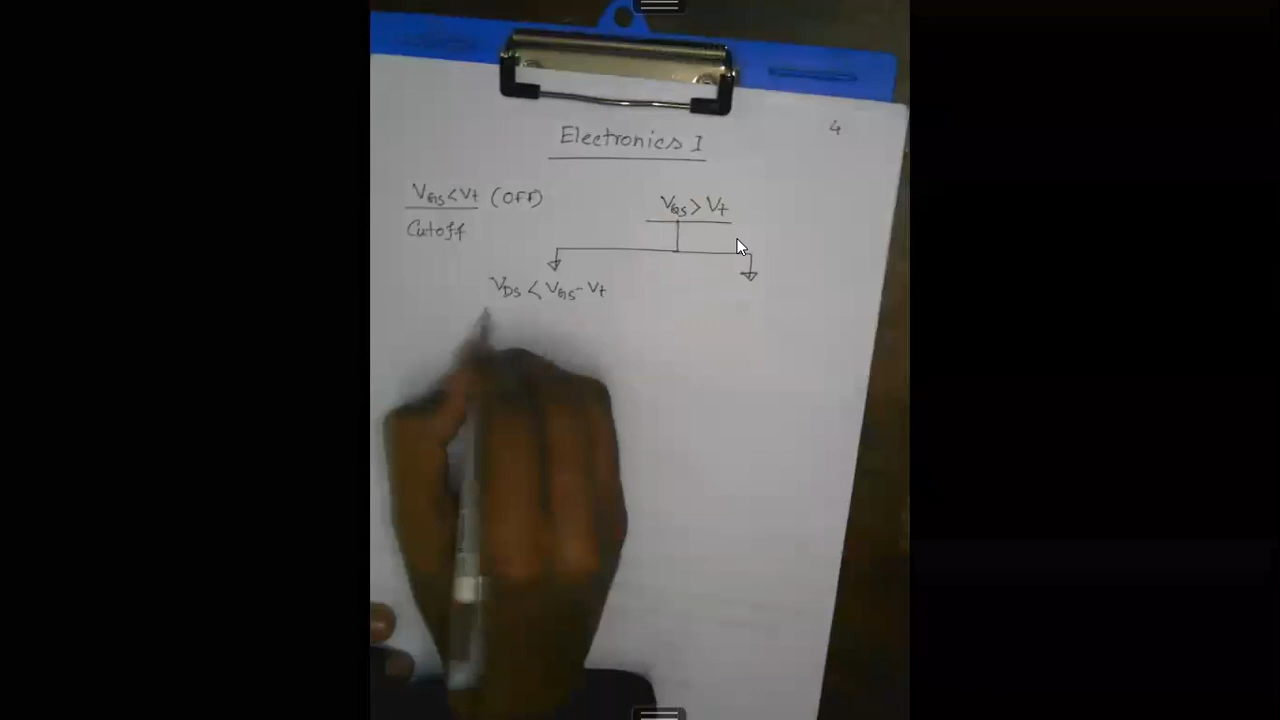 Electronics I
4
VGS<Vt (OFF)
Cutoff
VGS > Vt
VDS < VGS - Vt